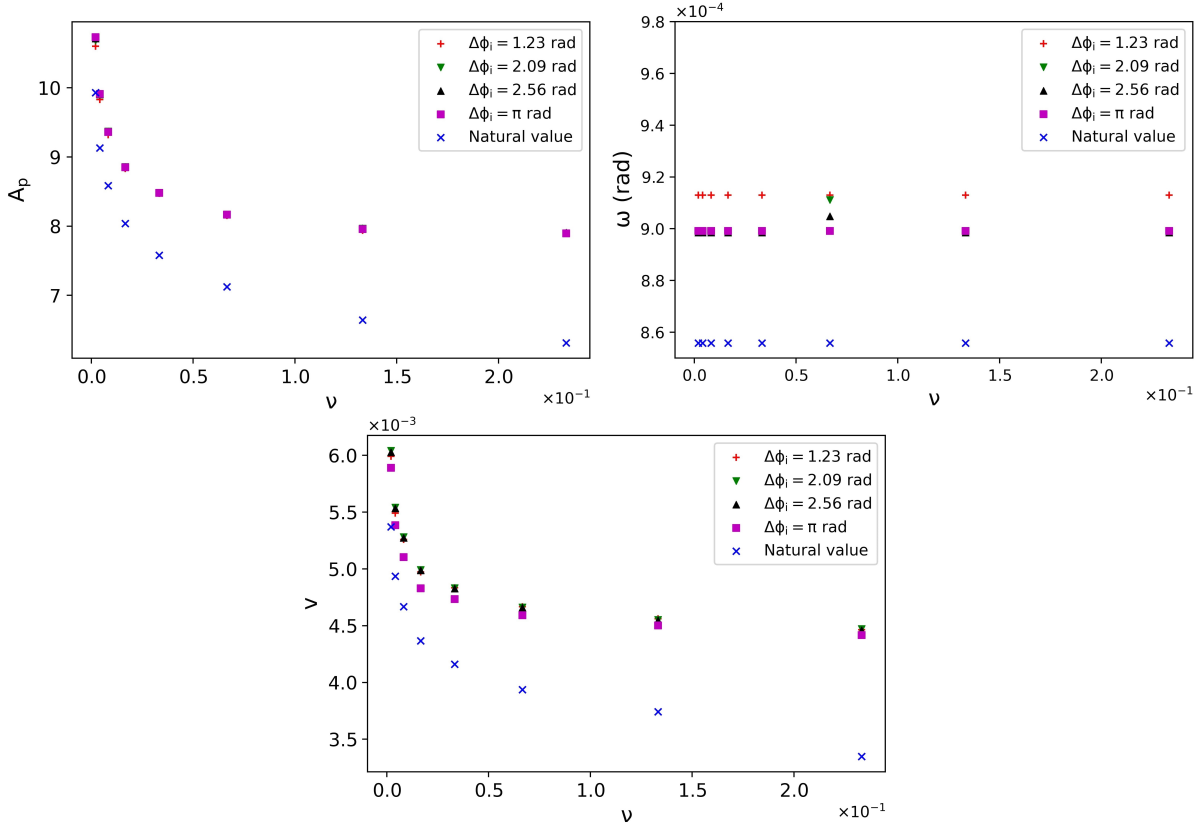 10
9
8
7
A_p
0.0 0.5 1.0 1.5 2.0
×10⁻¹
ν
Δϕᵢ = 1.23 rad
Δϕᵢ = 2.09 rad
Δϕᵢ = 2.56 rad
Δϕᵢ = π rad
Natural value
×10⁻⁴
9.8
9.6
9.4
9.2
9.0
8.8
8.6
ω (rad)
0.0 0.5 1.0 1.5 2.0
×10⁻¹
ν
Δϕᵢ = 1.23 rad
Δϕᵢ = 2.09 rad
Δϕᵢ = 2.56 rad
Δϕᵢ = π rad
Natural value
×10⁻³
6.0
5.5
5.0
4.5
4.0
3.5
v
0.0 0.5 1.0 1.5 2.0
×10⁻¹
ν
Δϕᵢ = 1.23 rad
Δϕᵢ = 2.09 rad
Δϕᵢ = 2.56 rad
Δϕᵢ = π rad
Natural value